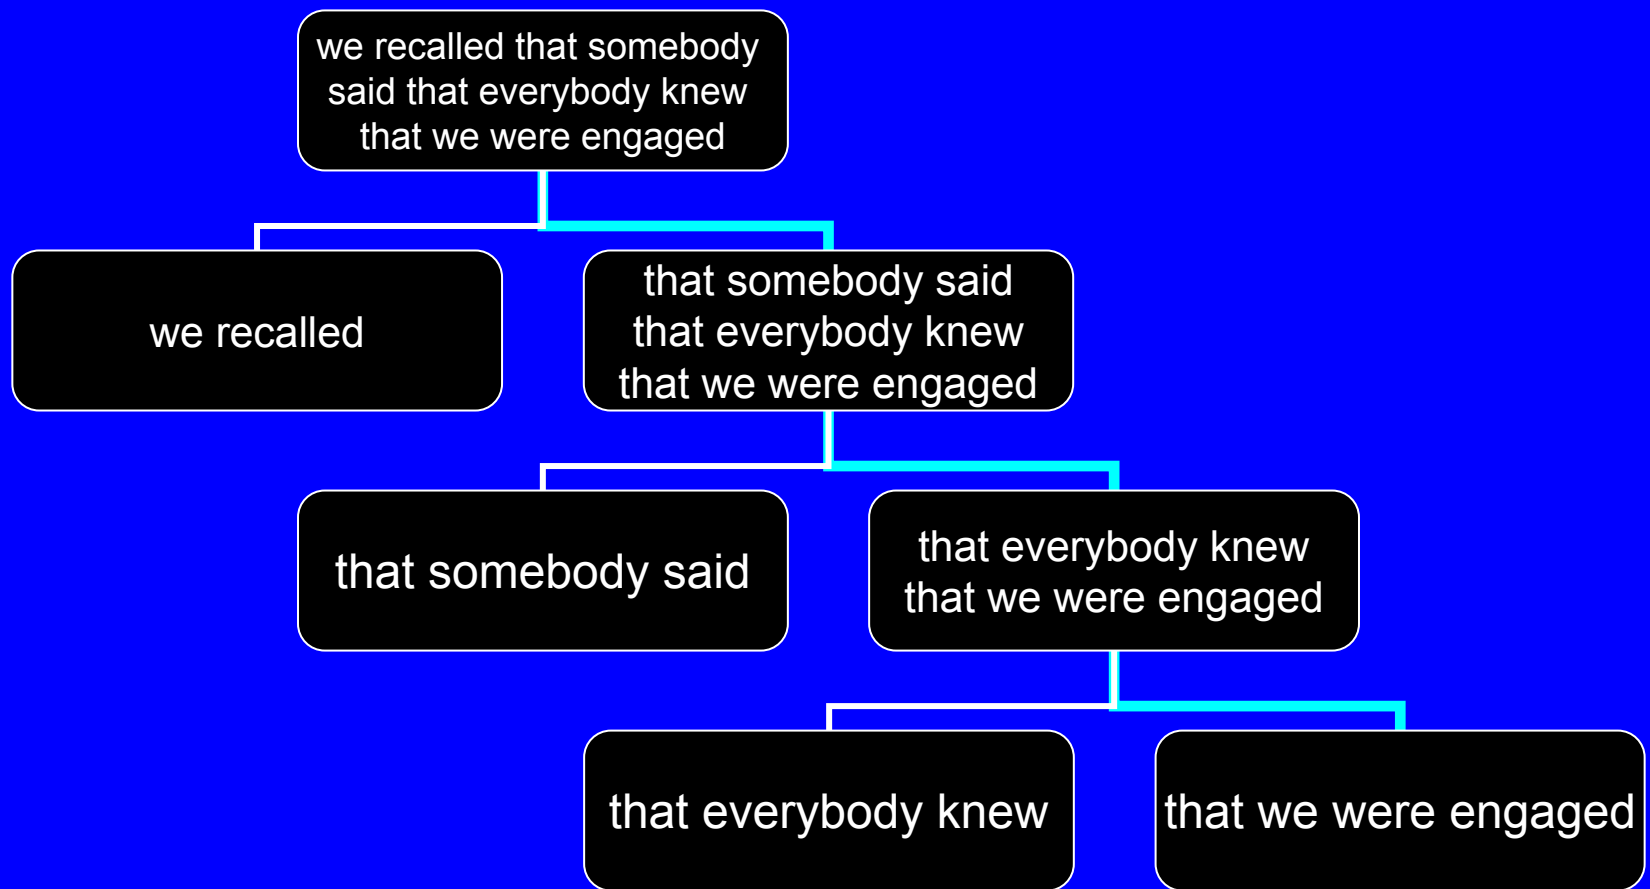 we recalled that somebody
said that everybody knew
that we were engaged
we recalled
that somebody said
that everybody knew
that we were engaged
that somebody said
that everybody knew
that we were engaged
that everybody knew
that we were engaged